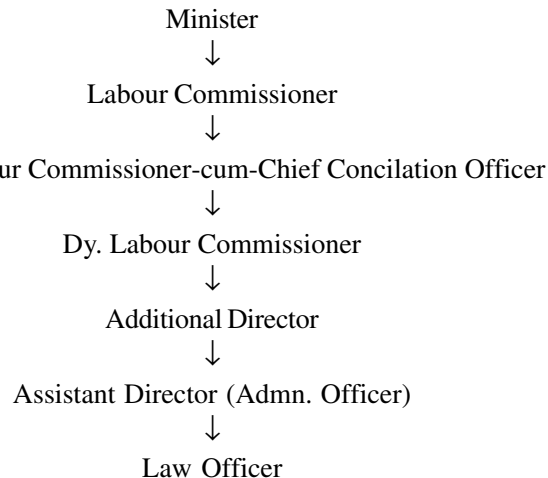 Minister
↓
Labour Commissioner
↓
Commissioner-cum-Chief Concilation Officer
↓
Dy. Labour Commissioner
↓
Additional Director
↓
Assistant Director (Admn. Officer)
↓
Law Officer